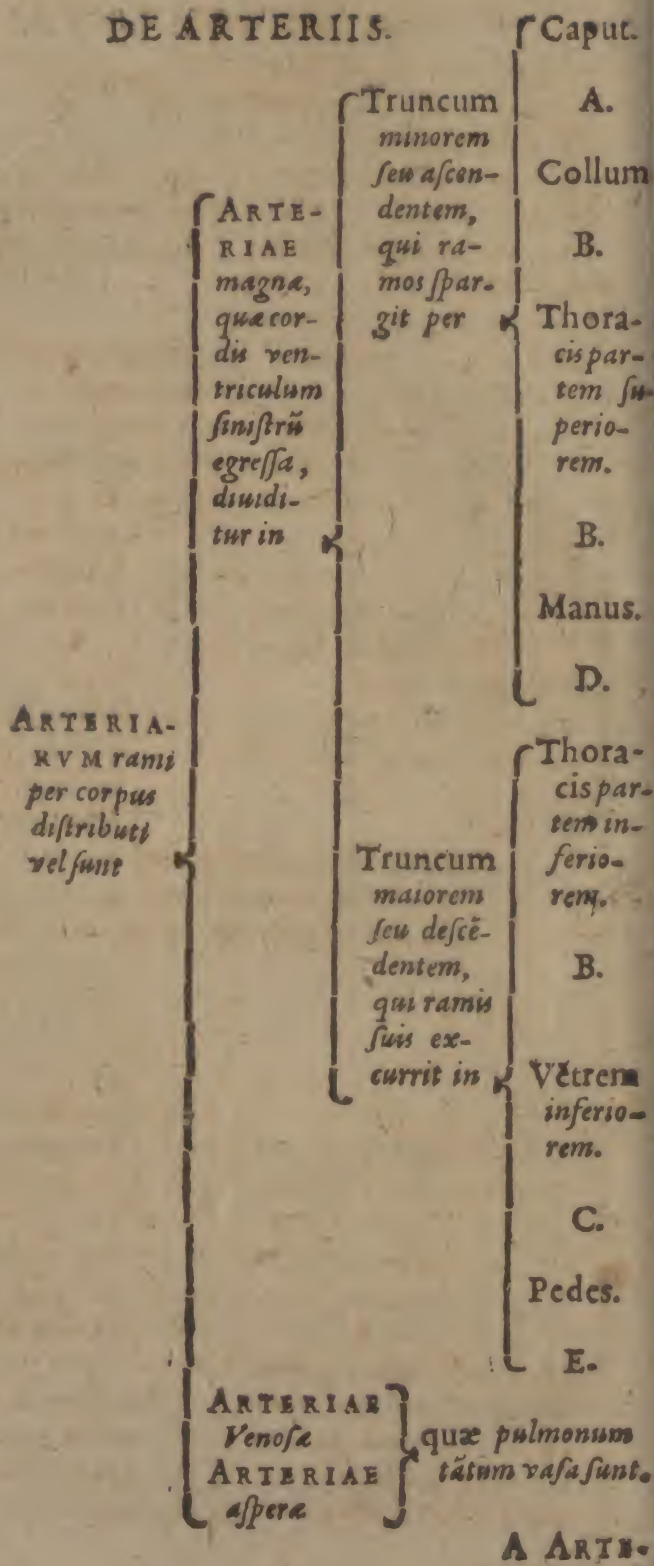 DE ARTERIIS.
ARTERIA-
RVM rami
per corpus
diſtributi
vel ſunt
ARTE-
RIAE
magnæ,
quæ cor-
dis ven-
triculum
ſiniſtrũ
egreſſa,
diuidi-
tur in
Truncum
minorem
ſeu aſcen-
dentem,
qui ra-
mos ſpar-
git per
Caput.
A.
Collum
B.
Thora-
cis par-
tem ſu-
perio-
rem.
B.
Manus.
D.
Truncum
maiorem
ſeu deſcẽ-
dentem,
qui ramis
ſuis ex-
currit in
Thora-
cis par-
tem in-
ferio-
rem.
B.
Vẽtrem
inferio-
rem.
C.
Pedes.
E.
ARTERIAE
Venoſæ
ARTERIAE
aſperæ
quæ pulmonum
tãtum vaſa ſunt.
A ARTE-